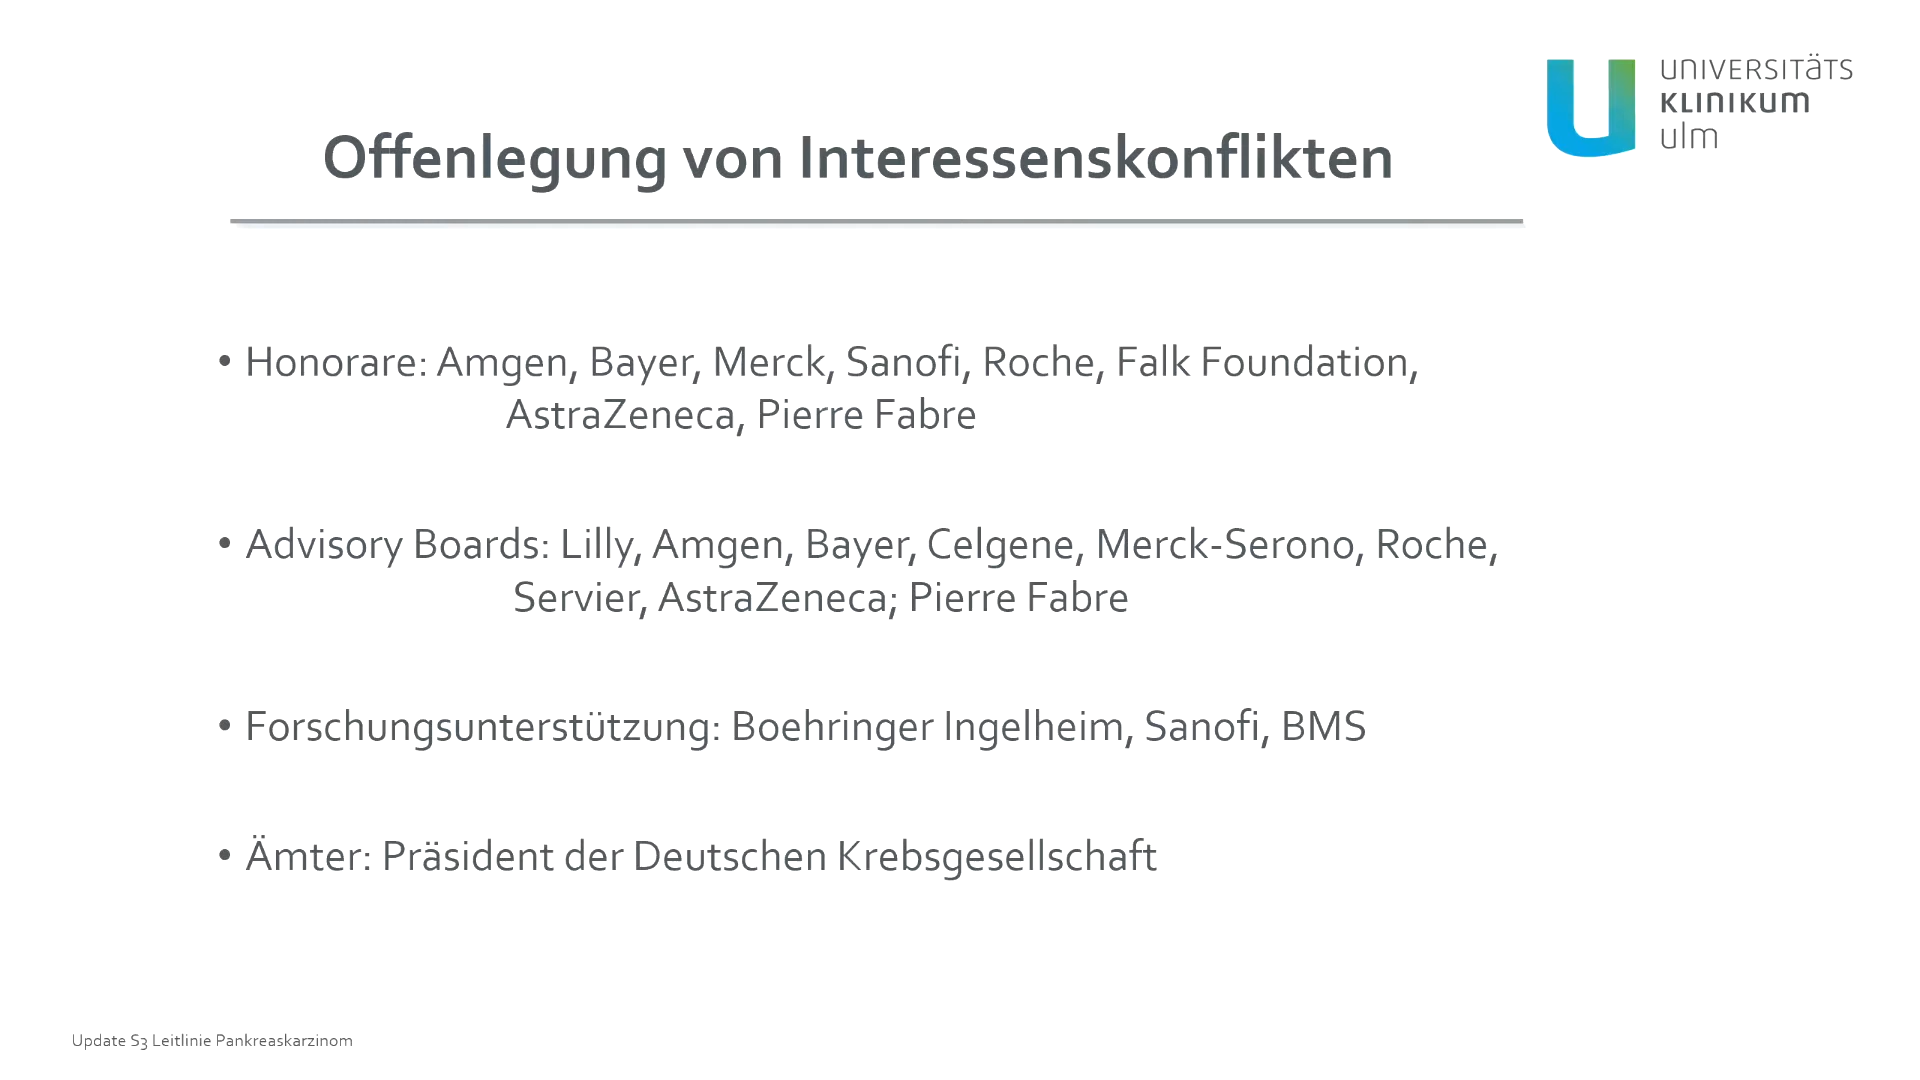 UNIVERSITÄTS
KLINIKUM
ulm
Offenlegung von Interessenskonflikten
• Honorare: Amgen, Bayer, Merck, Sanofi, Roche, Falk Foundation,
AstraZeneca, Pierre Fabre
• Advisory Boards: Lilly, Amgen, Bayer, Celgene, Merck-Serono, Roche,
Servier, AstraZeneca; Pierre Fabre
• Forschungsunterstützung: Boehringer Ingelheim, Sanofi, BMS
• Ämter: Präsident der Deutschen Krebsgesellschaft
Update S3 Leitlinie Pankreaskarzinom